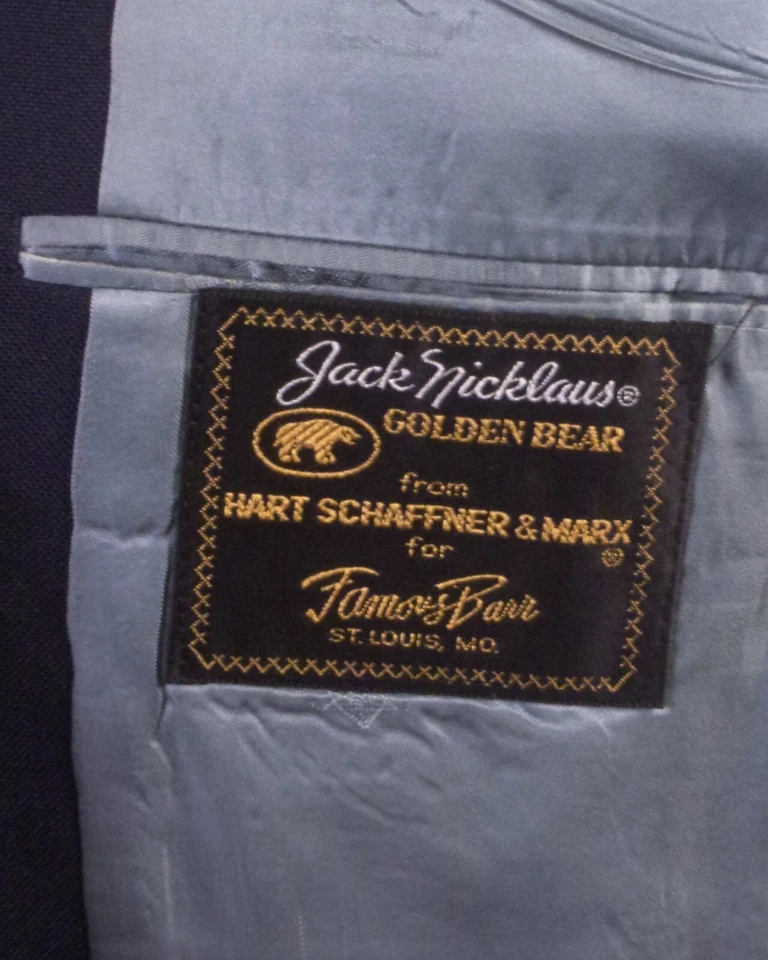 Jack Nicklaus®
GOLDEN BEAR
from
HART SCHAFFNER & MARX
®
for
Famous-Barr
ST. LOUIS, MO.